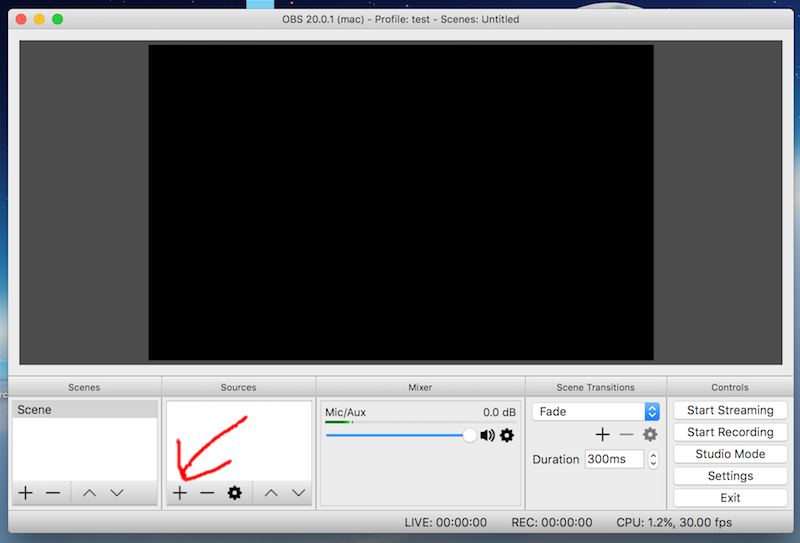 OBS 20.0.1 (mac) - Profile: test - Scenes: Untitled
Scenes
Sources
Mixer
Scene Transitions
Controls
Scene
Mic/Aux 0.0 dB
Fade
Duration 300ms
Start Streaming
Start Recording
Studio Mode
Settings
Exit
LIVE: 00:00:00 REC: 00:00:00 CPU: 1.2%, 30.00 fps